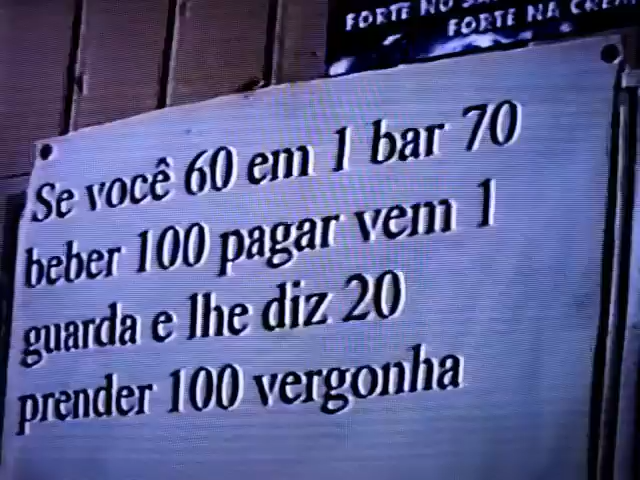 FORTE NO
FORTE NA
Se você 60 em 1 bar 70
beber 100 pagar vem 1
guarda e lhe diz 20
prender 100 vergonha